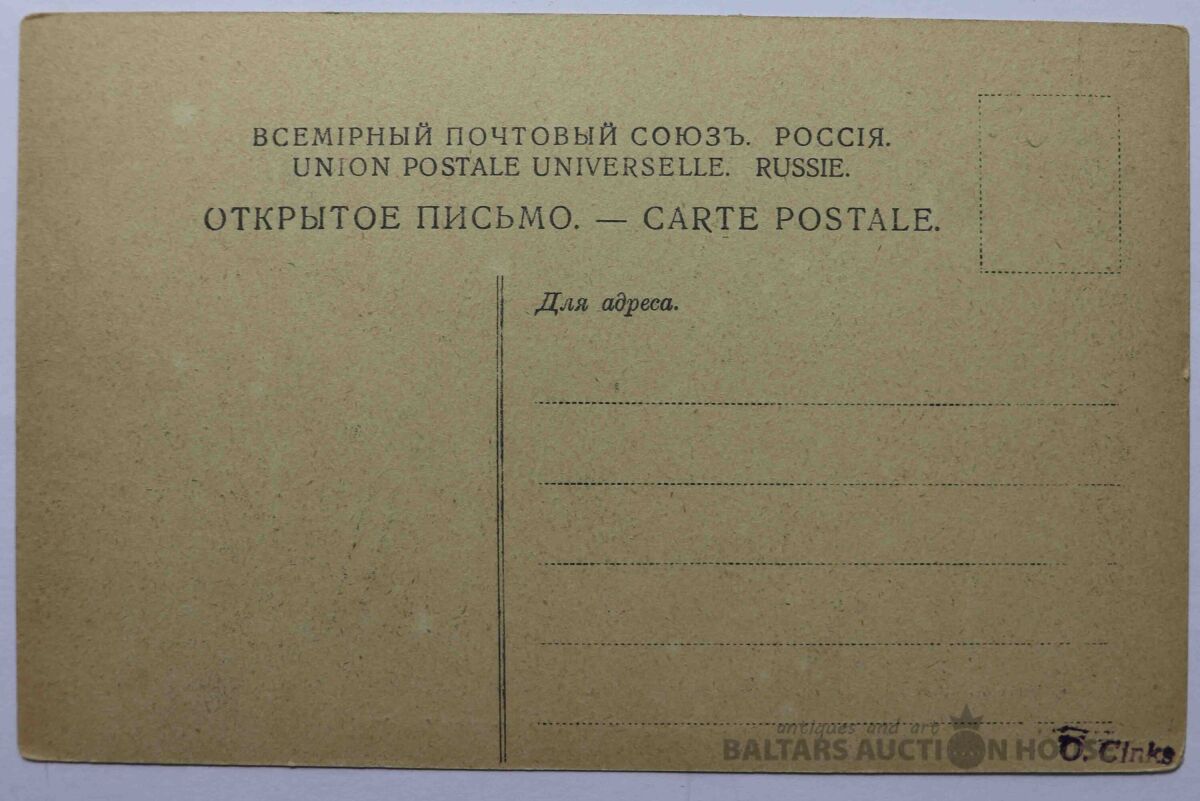 ВСЕМІРНЫЙ ПОЧТОВЫЙ СОЮЗЪ. РОССІЯ.
UNION POSTALE UNIVERSELLE. RUSSIE.
ОТКРЫТОЕ ПИСЬМО. — CARTE POSTALE.
Для адреса.
antiques and art
BALTARS AUCTION HOUSE
O. Cinks